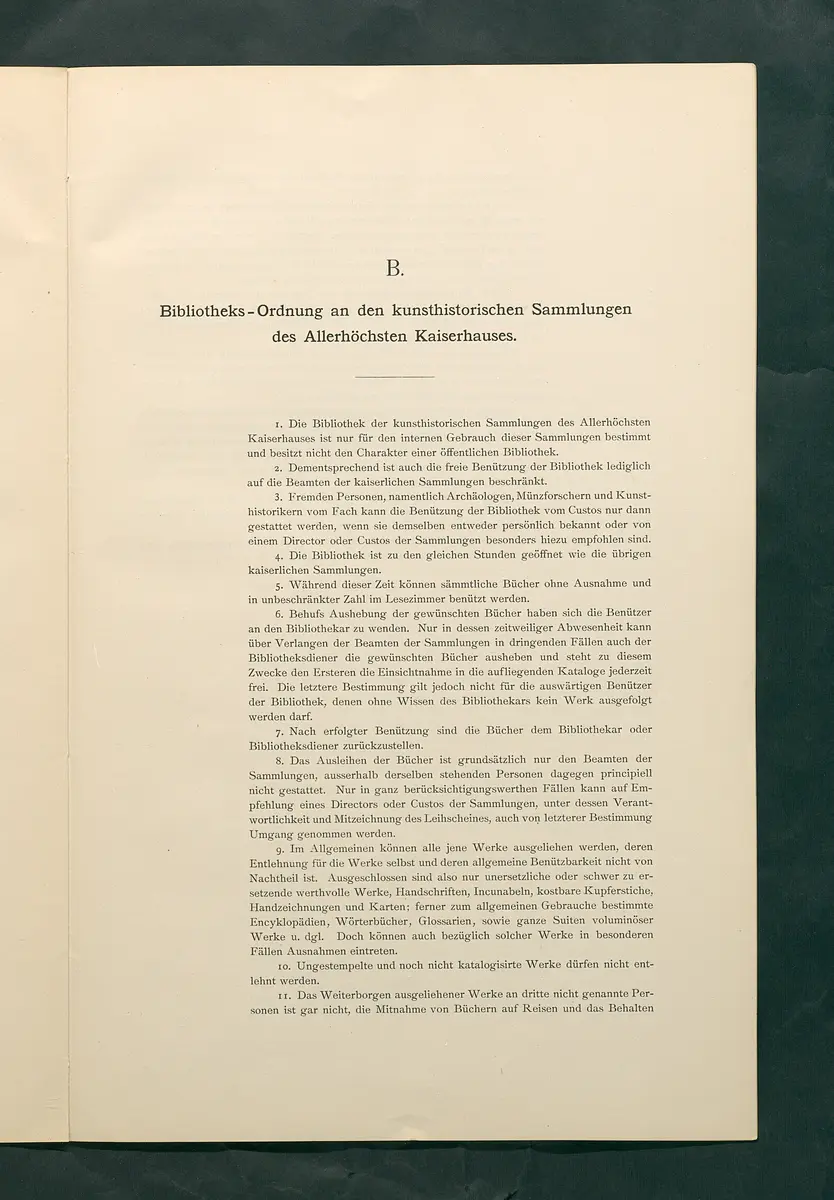 B.
Bibliotheks-Ordnung an den kunsthistorischen Sammlungen
des Allerhöchsten Kaiserhauses.
1. Die Bibliothek der kunsthistorischen Sammlungen des Allerhöchsten
Kaiserhauses ist nur für den internen Gebrauch dieser Sammlungen bestimmt
und besitzt nicht den Charakter einer öffentlichen Bibliothek.
2. Dementsprechend ist auch die freie Benützung der Bibliothek lediglich
auf die Beamten der kaiserlichen Sammlungen beschränkt.
3. Fremden Personen, namentlich Archäologen, Münzforschern und Kunst-
historikern vom Fach kann die Benützung der Bibliothek vom Custos nur dann
gestattet werden, wenn sie demselben entweder persönlich bekannt oder von
einem Director oder Custos der Sammlungen besonders hiezu empfohlen sind.
4. Die Bibliothek ist zu den gleichen Stunden geöffnet wie die übrigen
kaiserlichen Sammlungen.
5. Während dieser Zeit können sämmtliche Bücher ohne Ausnahme und
in unbeschränkter Zahl im Lesezimmer benützt werden.
6. Behufs Aushebung der gewünschten Bücher haben sich die Benützer
an den Bibliothekar zu wenden. Nur in dessen zeitweiliger Abwesenheit kann
über Verlangen der Beamten der Sammlungen in dringenden Fällen auch der
Bibliotheksdiener die gewünschten Bücher ausheben und steht zu diesem
Zwecke den Ersteren die Einsichtnahme in die aufliegenden Kataloge jederzeit
frei. Die letztere Bestimmung gilt jedoch nicht für die auswärtigen Benützer
der Bibliothek, denen ohne Wissen des Bibliothekars kein Werk ausgefolgt
werden darf.
7. Nach erfolgter Benützung sind die Bücher dem Bibliothekar oder
Bibliotheksdiener zurückzustellen.
8. Das Ausleihen der Bücher ist grundsätzlich nur den Beamten der
Sammlungen, ausserhalb derselben stehenden Personen dagegen principiell
nicht gestattet. Nur in ganz berücksichtigungswerthen Fällen kann auf Em-
pfehlung eines Directors oder Custos der Sammlungen, unter dessen Verant-
wortlichkeit und Mitzeichnung des Leihscheines, auch von letzterer Bestimmung
Umgang genommen werden.
9. Im Allgemeinen können alle jene Werke ausgeliehen werden, deren
Entlehnung für die Werke selbst und deren allgemeine Benützbarkeit nicht von
Nachtheil ist. Ausgeschlossen sind also nur unersetzliche oder schwer zu er-
setzende werthvolle Werke, Handschriften, Incunabeln, kostbare Kupferstiche,
Handzeichnungen und Karten; ferner zum allgemeinen Gebrauche bestimmte
Encyklopädien, Wörterbücher, Glossarien, sowie ganze Suiten voluminöser
Werke u. dgl. Doch können auch bezüglich solcher Werke in besonderen
Fällen Ausnahmen eintreten.
10. Ungestempelte und noch nicht katalogisirte Werke dürfen nicht ent-
lehnt werden.
11. Das Weiterborgen ausgeliehener Werke an dritte nicht genannte Per-
sonen ist gar nicht, die Mitnahme von Büchern auf Reisen und das Behalten